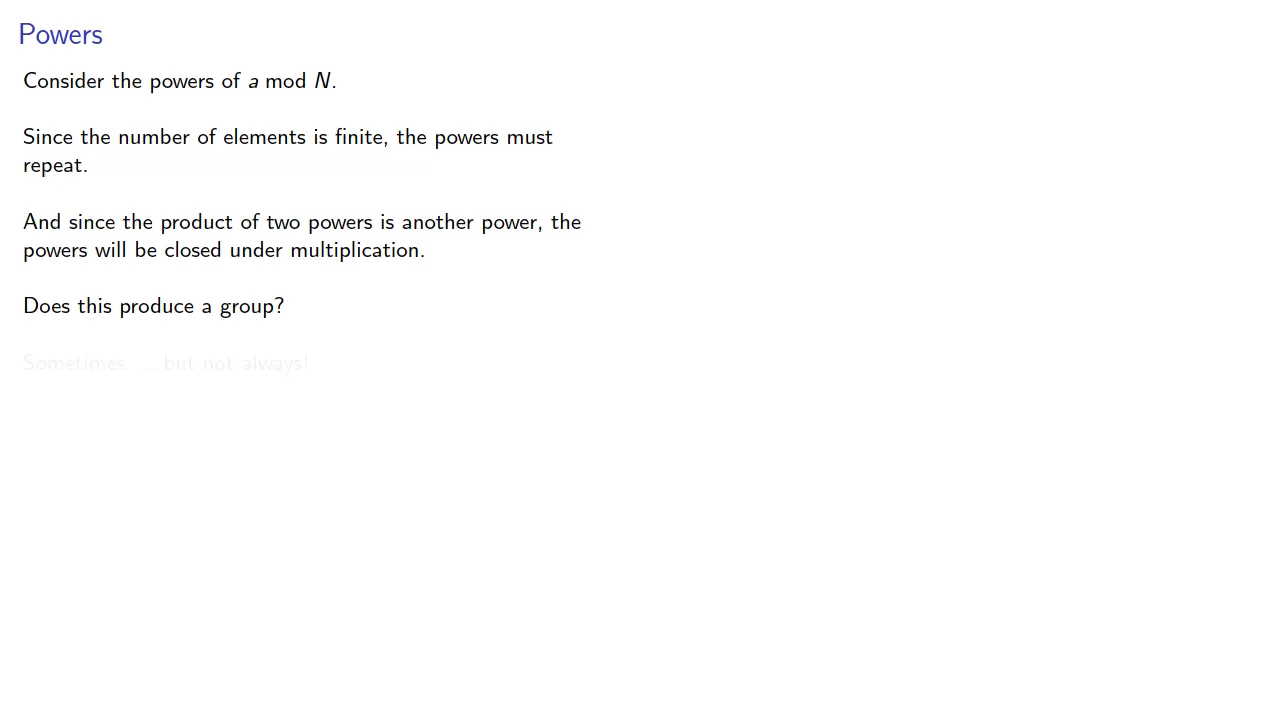 Powers
Consider the powers of a mod N.
Since the number of elements is finite, the powers must
repeat.
And since the product of two powers is another power, the
powers will be closed under multiplication.
Does this produce a group?
Sometimes ... but not always!